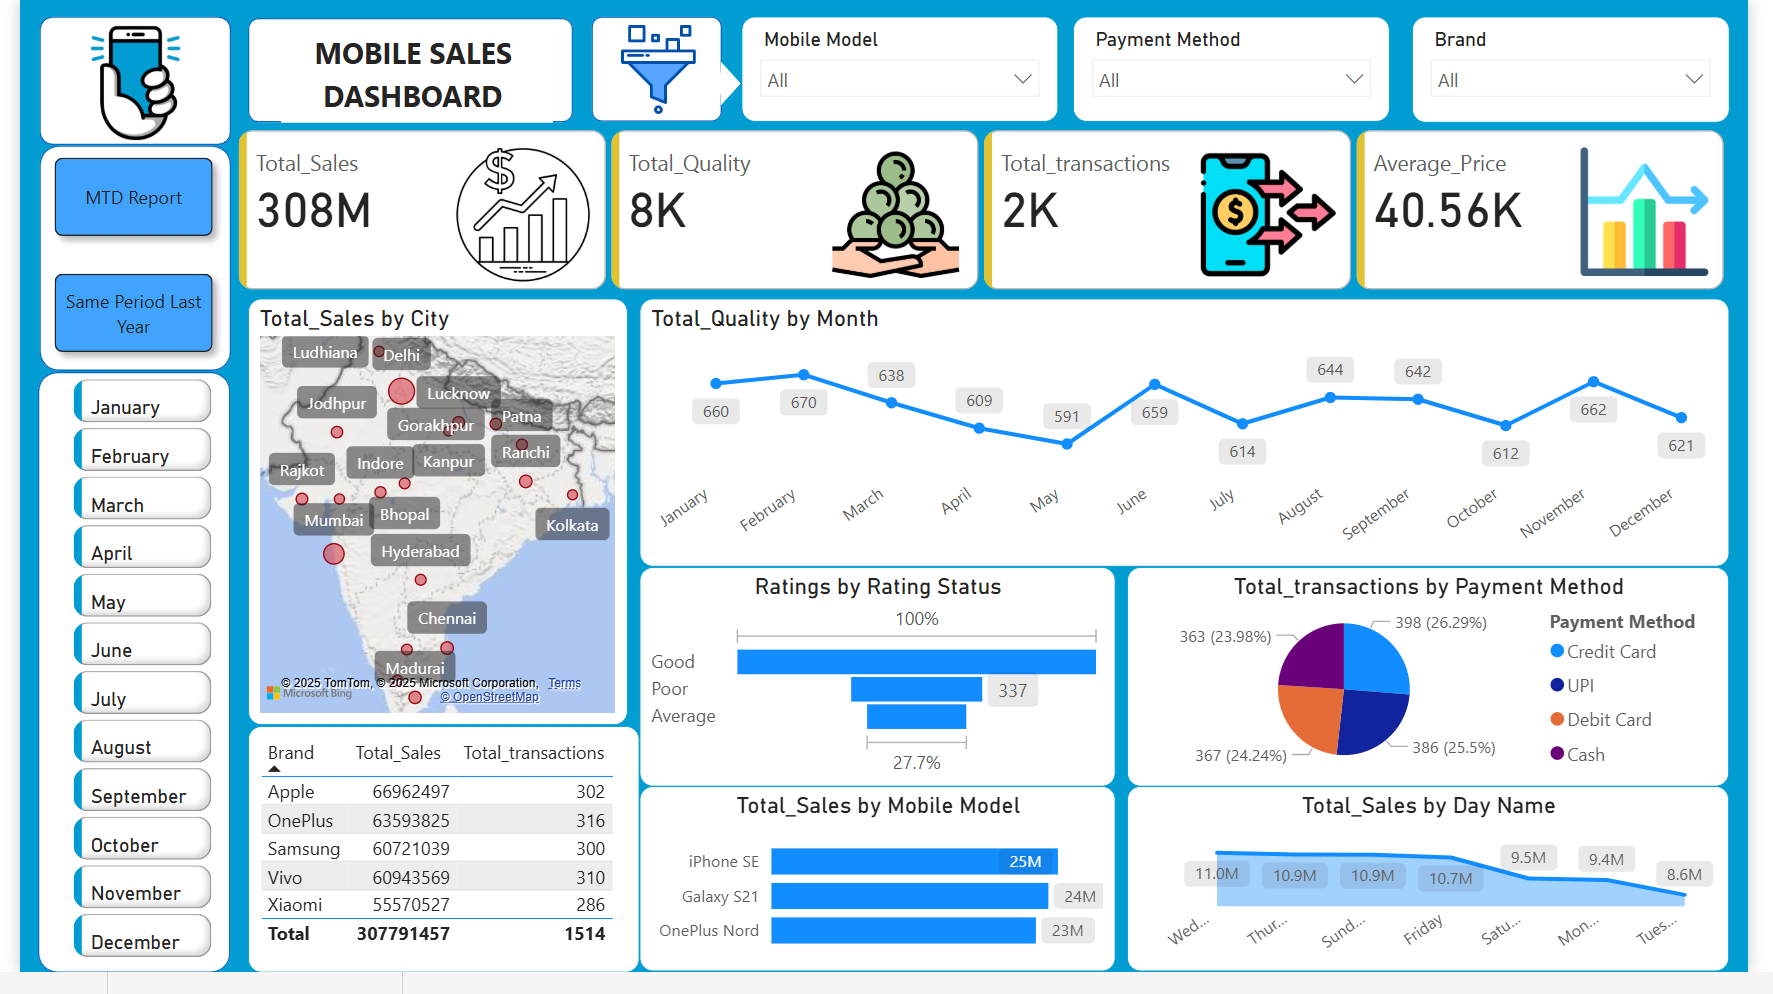 MOBILE SALES
DASHBOARD
Mobile Model
All
Payment Method
All
Brand
All
MTD Report
Same Period Last
Year
January
February
March
April
May
June
July
August
September
October
November
December
Total_Sales
308M
$
Total_Quality
8K
Total_transactions
2K
$
Average_Price
40.56K
Total_Sales by City
Ludhiana
Delhi
Jodhpur
Lucknow
Gorakhpur
Patna
Rajkot
Indore
Kanpur
Ranchi
Mumbai
Bhopal
Kolkata
Hyderabad
Chennai
Madurai
© 2025 TomTom, © 2025 Microsoft Corporation, Terms
Microsoft Bing
© OpenStreetMap
Total_Quality by Month
660
670
638
609
591
659
614
644
642
612
662
621
January
February
March
April
May
June
July
August
September
October
November
December
Ratings by Rating Status
100%
Good
Poor
337
Average
27.7%
Total_transactions by Payment Method
363 (23.98%)
398 (26.29%)
367 (24.24%)
386 (25.5%)
Payment Method
Credit Card
UPI
Debit Card
Cash
Brand Total_Sales Total_transactions
Apple 66962497 302
OnePlus 63593825 316
Samsung 60721039 300
Vivo 60943569 310
Xiaomi 55570527 286
Total 307791457 1514
Total_Sales by Mobile Model
iPhone SE 25M
Galaxy S21 24M
OnePlus Nord 23M
Total_Sales by Day Name
11.0M
10.9M
10.9M
10.7M
9.5M
9.4M
8.6M
Wed...
Thur...
Sund...
Friday
Satu...
Mon...
Tues...